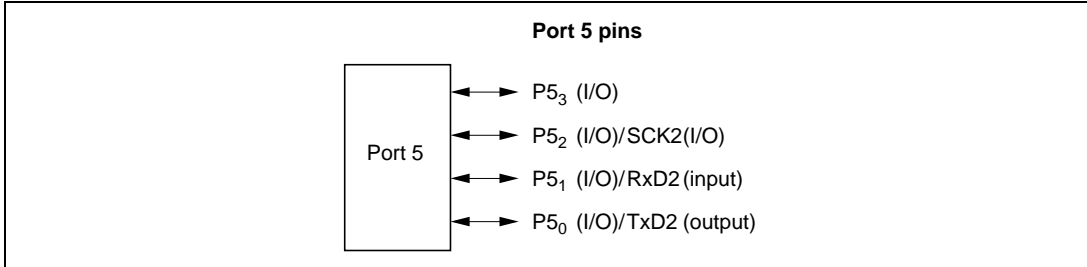 Port 5 pins
Port 5
P5₃ (I/O)
P5₂ (I/O)/SCK2(I/O)
P5₁ (I/O)/RxD2 (input)
P5₀ (I/O)/TxD2 (output)